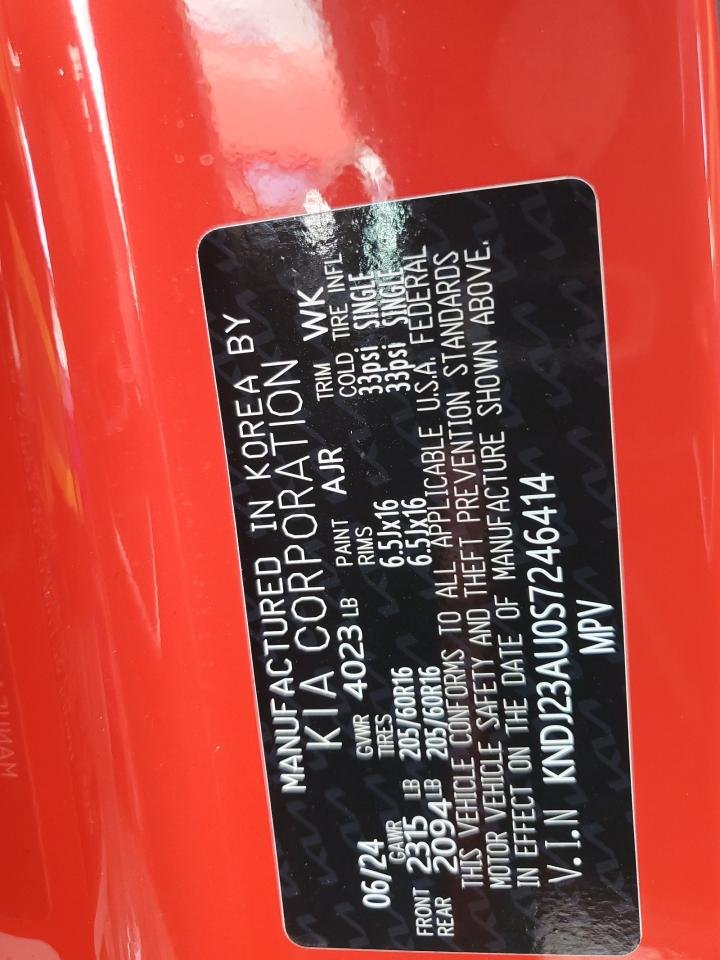 MANUFACTURED IN KOREA BY
KIA CORPORATION
06/24 GVWR 4023 LB PAINT AJR TRIM WK
GAWR TIRES RIMS COLD TIRE INFL
FRONT 2315 LB 205/60R16 6.5Jx16 33psi SINGLE
REAR 2094 LB 205/60R16 6.5Jx16 33psi SINGLE
THIS VEHICLE CONFORMS TO ALL APPLICABLE U.S.A. FEDERAL
MOTOR VEHICLE SAFETY AND THEFT PREVENTION STANDARDS
IN EFFECT ON THE DATE OF MANUFACTURE SHOWN ABOVE.
V.I.N KNDJ23AU0S7246414
MPV